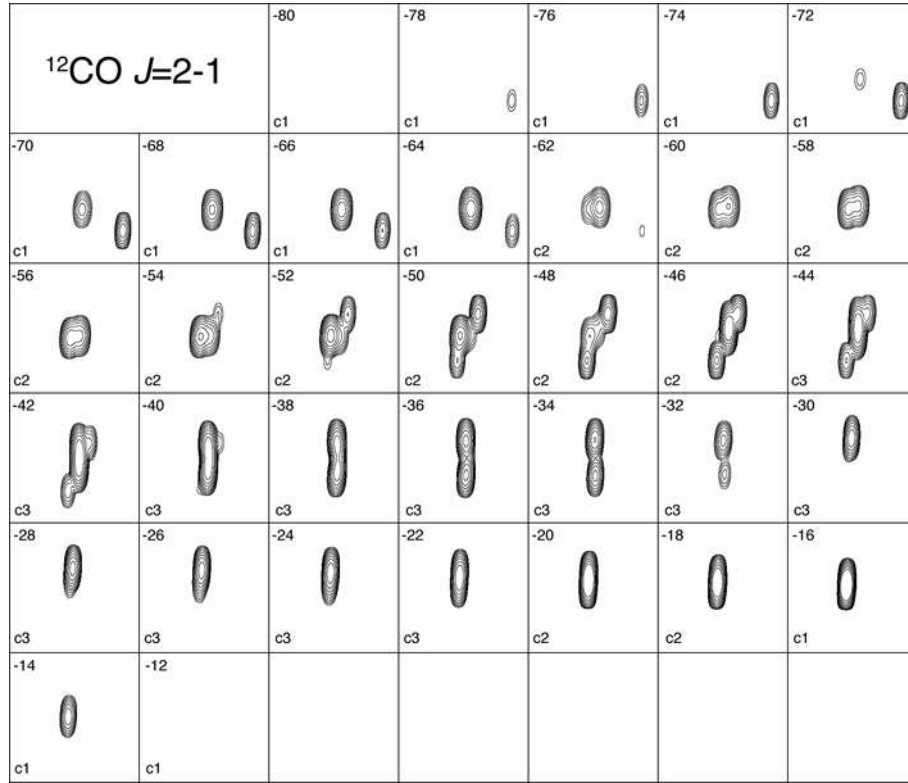 ¹²CO J=2-1
-80 -78 -76 -74 -72
c1 c1 c1 c1 c1
-70 -68 -66 -64 -62 -60 -58
c1 c1 c1 c1 c2 c2 c2
-56 -54 -52 -50 -48 -46 -44
c2 c2 c2 c2 c2 c2 c3
-42 -40 -38 -36 -34 -32 -30
c3 c3 c3 c3 c3 c3 c3
-28 -26 -24 -22 -20 -18 -16
c3 c3 c3 c3 c2 c2 c1
-14 -12
c1 c1